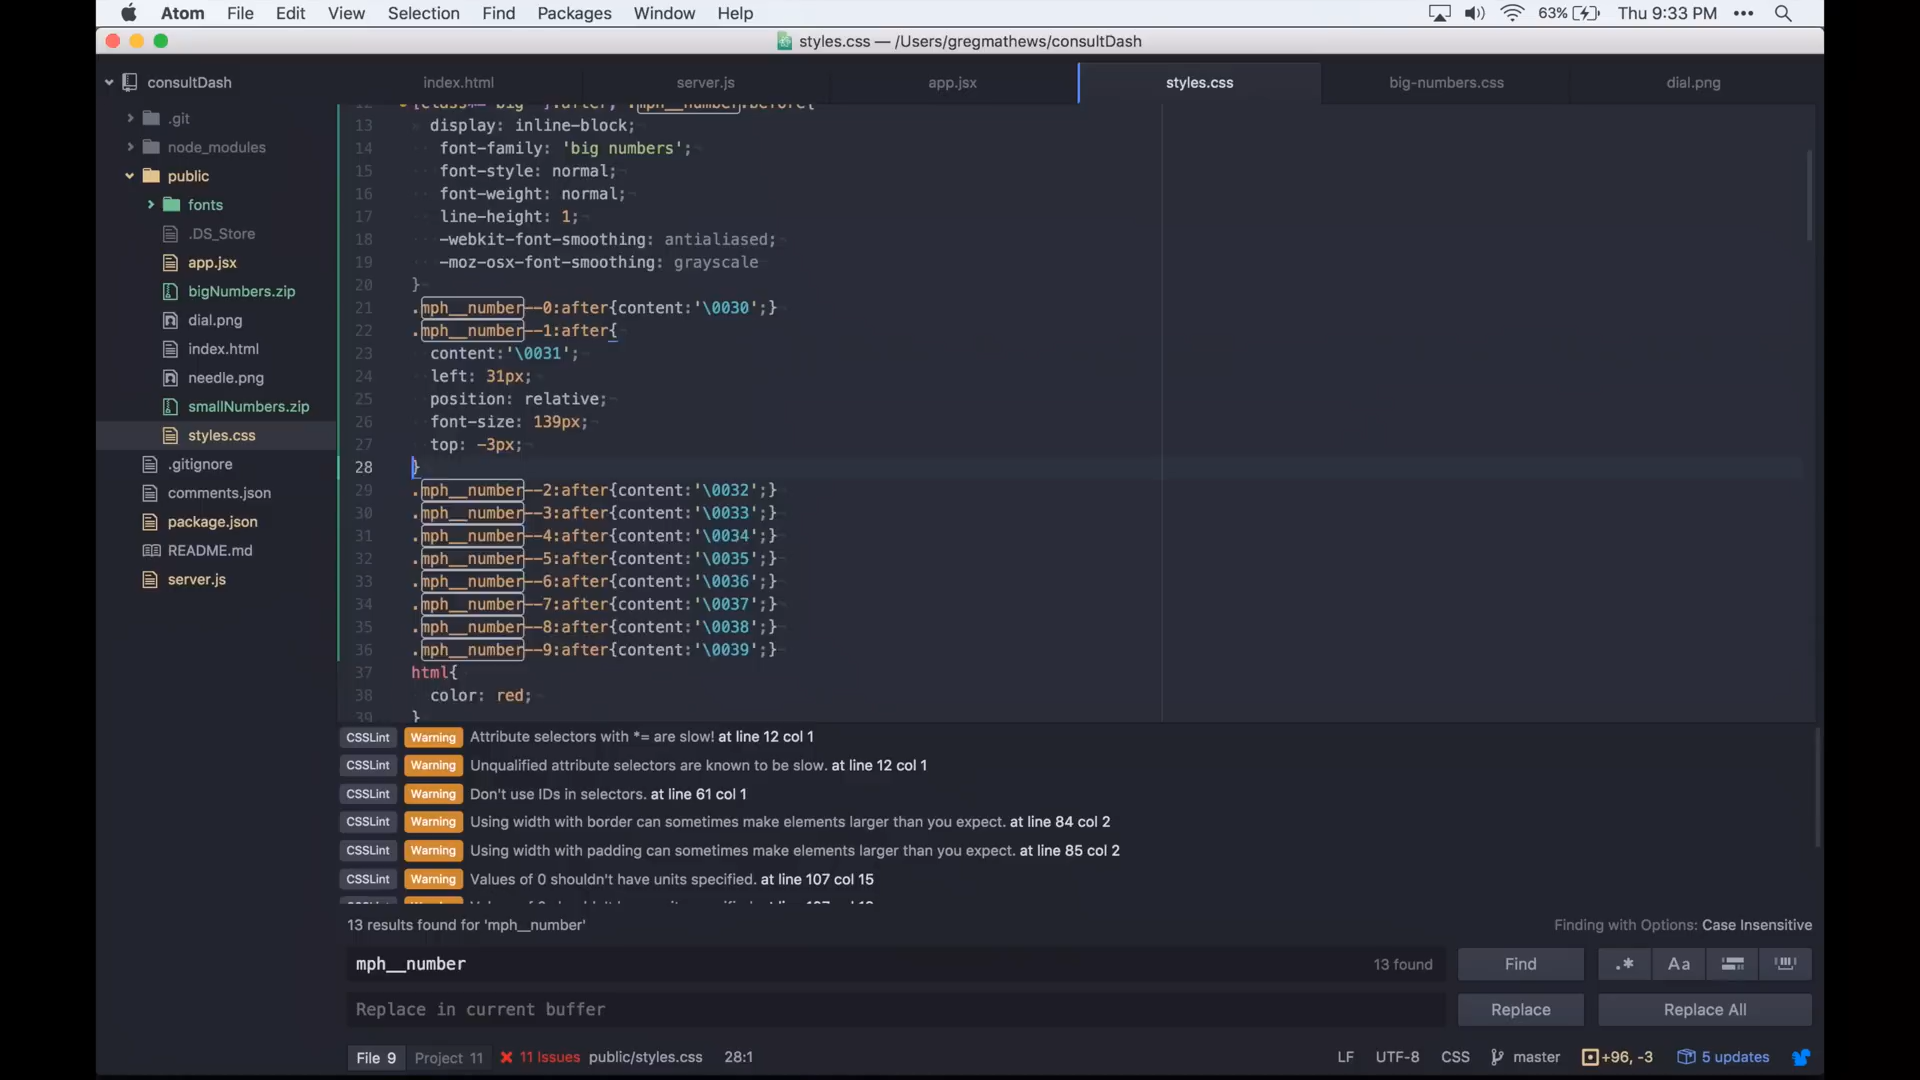 Atom File Edit View Selection Find Packages Window Help 63% Thu 9:33 PM
styles.css — /Users/gregmathews/consultDash
consultDash
.git
node_modules
public
fonts
.DS_Store
app.jsx
bigNumbers.zip
dial.png
index.html
needle.png
smallNumbers.zip
styles.css
.gitignore
comments.json
package.json
README.md
server.js
index.html server.js app.jsx styles.css big-numbers.css dial.png
13 display: inline-block;
14 font-family: 'big numbers';
15 font-style: normal;
16 font-weight: normal;
17 line-height: 1;
18 -webkit-font-smoothing: antialiased;
19 -moz-osx-font-smoothing: grayscale
20 }
21 .mph__number--0:after{content:'\0030';}
22 .mph__number--1:after{
23 content:'\0031';
24 left: 31px;
25 position: relative;
26 font-size: 139px;
27 top: -3px;
28 }
29 .mph__number--2:after{content:'\0032';}
30 .mph__number--3:after{content:'\0033';}
31 .mph__number--4:after{content:'\0034';}
32 .mph__number--5:after{content:'\0035';}
33 .mph__number--6:after{content:'\0036';}
34 .mph__number--7:after{content:'\0037';}
35 .mph__number--8:after{content:'\0038';}
36 .mph__number--9:after{content:'\0039';}
37 html{
38 color: red;
39 }
CSSLint Warning Attribute selectors with *= are slow! at line 12 col 1
CSSLint Warning Unqualified attribute selectors are known to be slow. at line 12 col 1
CSSLint Warning Don't use IDs in selectors. at line 61 col 1
CSSLint Warning Using width with border can sometimes make elements larger than you expect. at line 84 col 2
CSSLint Warning Using width with padding can sometimes make elements larger than you expect. at line 85 col 2
CSSLint Warning Values of 0 shouldn't have units specified. at line 107 col 15
13 results found for 'mph__number' Finding with Options: Case Insensitive
mph__number 13 found Find .* Aa
Replace in current buffer Replace Replace All
File 9 Project 11 11 Issues public/styles.css 28:1 LF UTF-8 CSS master +96, -3 5 updates